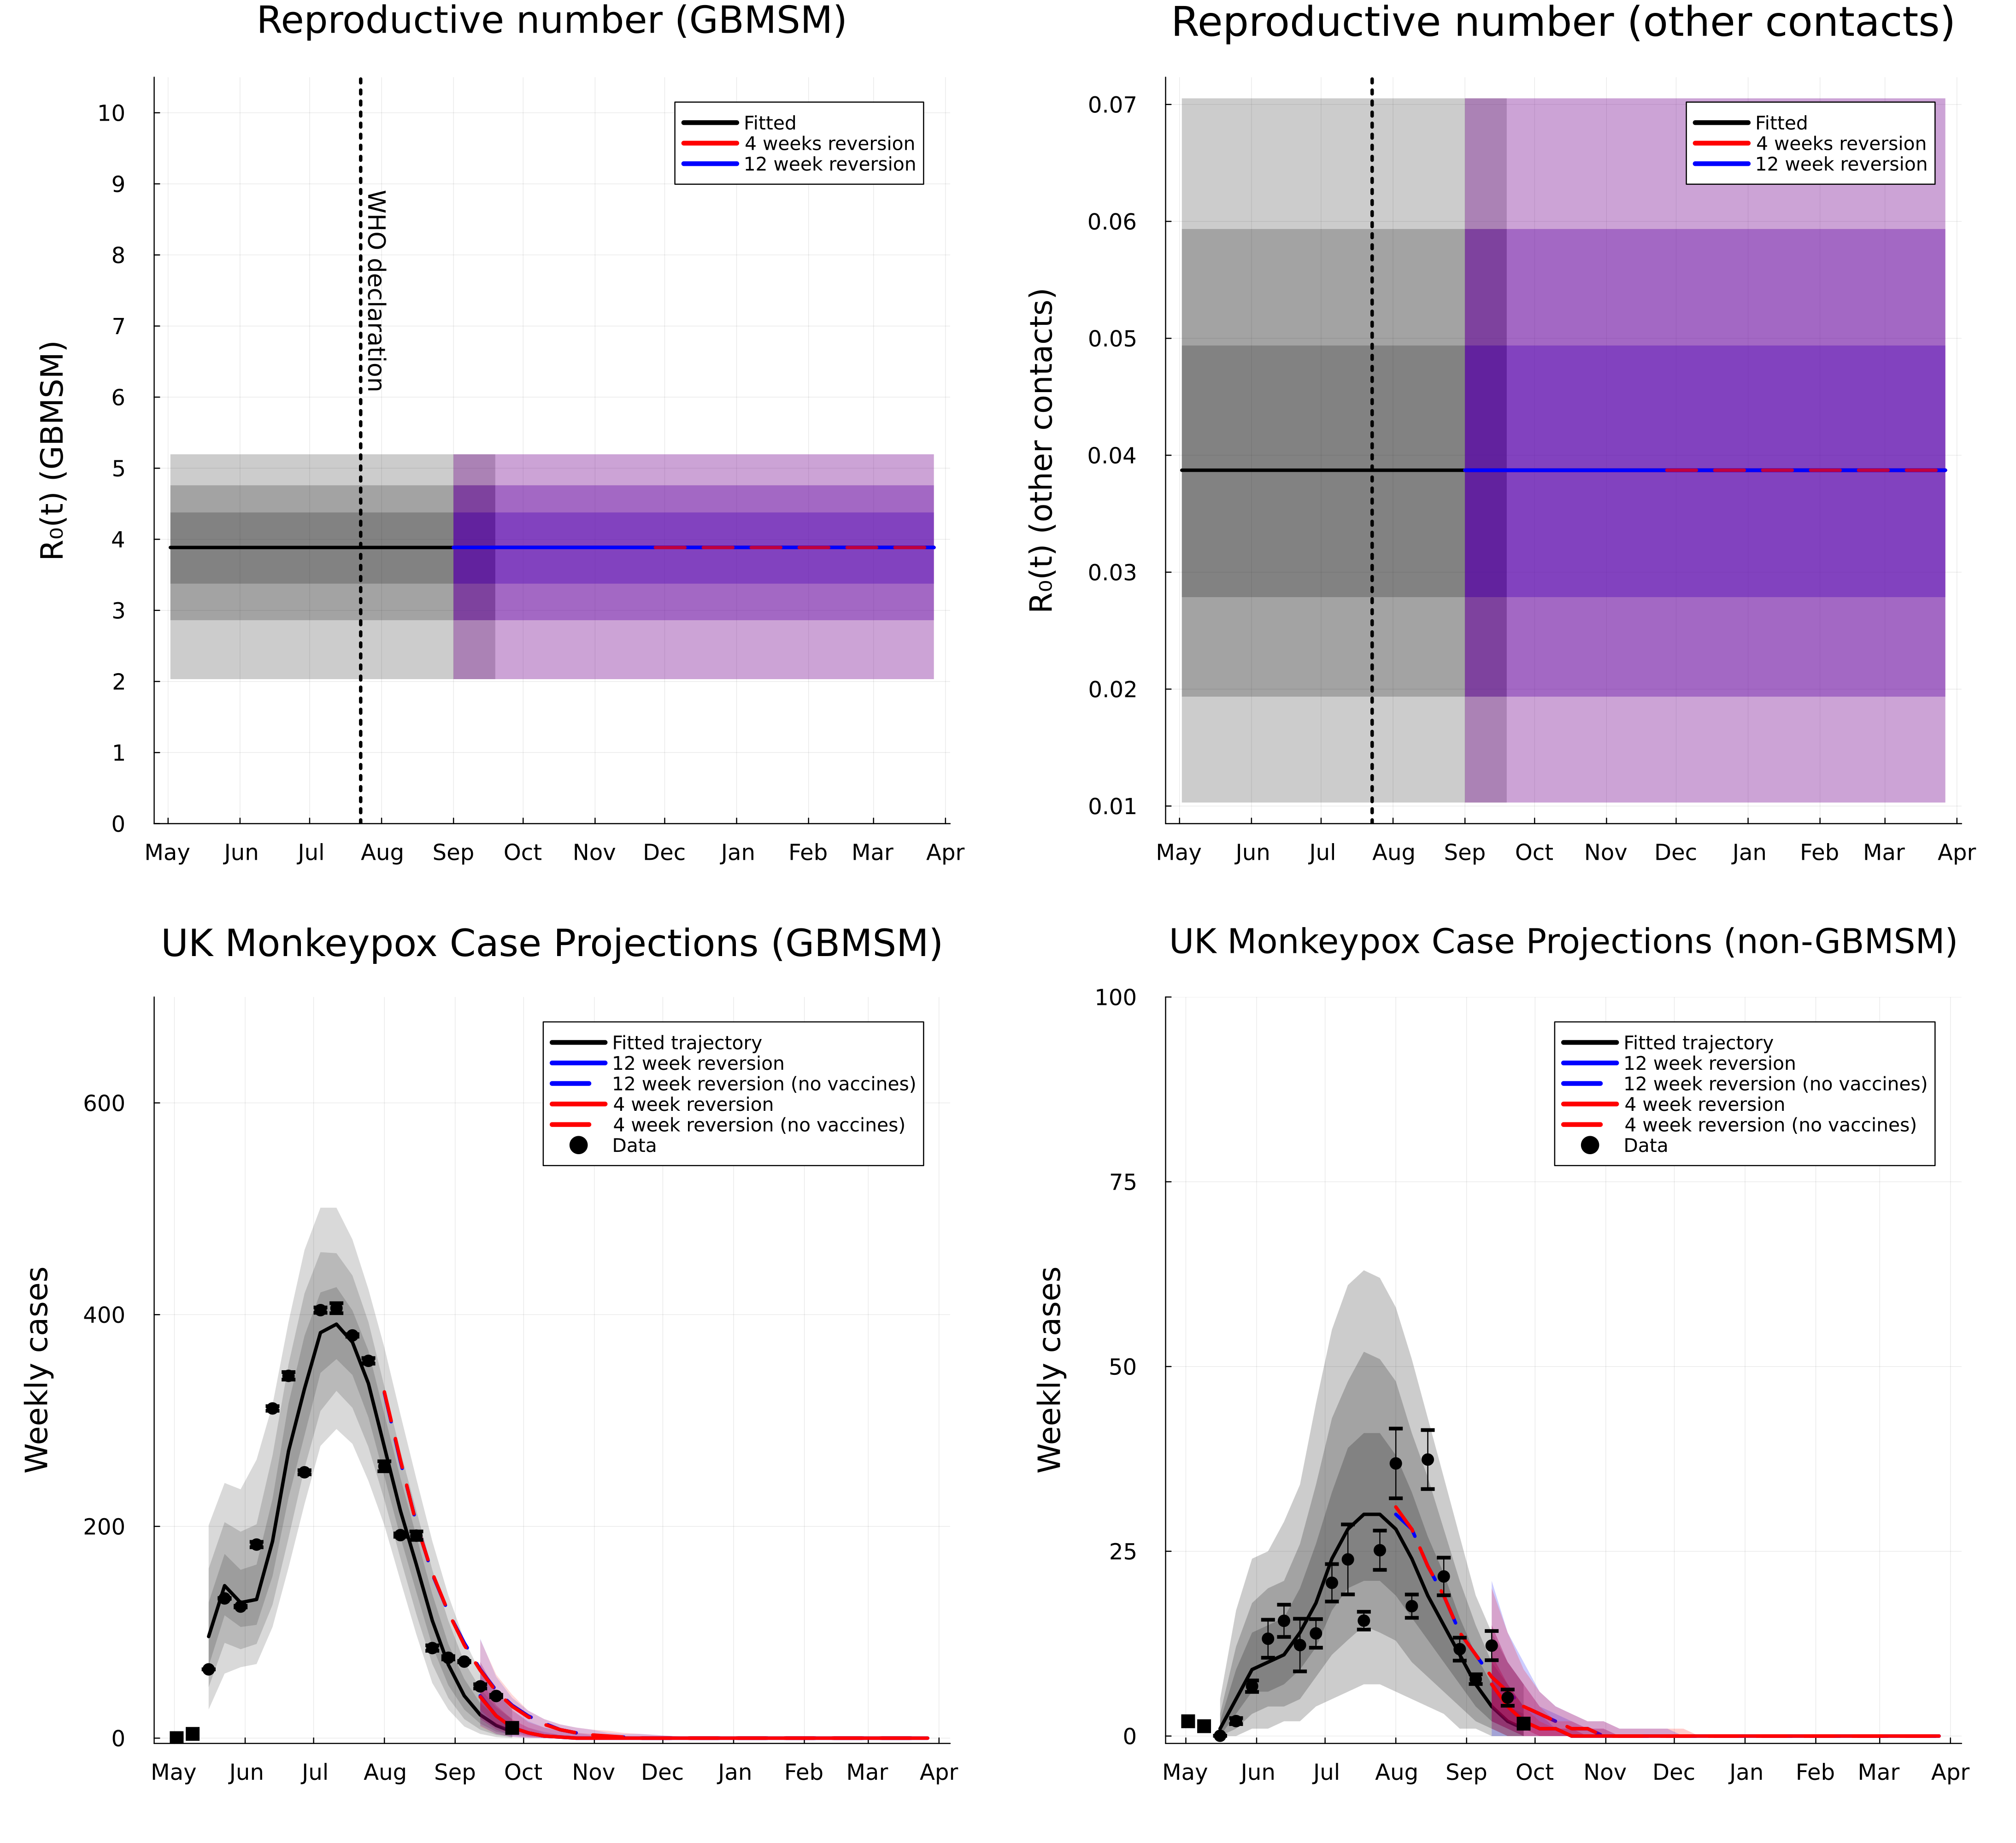 Reproductive number (GBMSM)
R₀(t) (GBMSM)
10
9
8
7
6
5
4
3
2
1
0
WHO declaration
Fitted
4 weeks reversion
12 week reversion
May Jun Jul Aug Sep Oct Nov Dec Jan Feb Mar Apr
Reproductive number (other contacts)
R₀(t) (other contacts)
0.07
0.06
0.05
0.04
0.03
0.02
0.01
Fitted
4 weeks reversion
12 week reversion
May Jun Jul Aug Sep Oct Nov Dec Jan Feb Mar Apr
UK Monkeypox Case Projections (GBMSM)
Weekly cases
600
400
200
0
Fitted trajectory
12 week reversion
12 week reversion (no vaccines)
4 week reversion
4 week reversion (no vaccines)
Data
May Jun Jul Aug Sep Oct Nov Dec Jan Feb Mar Apr
UK Monkeypox Case Projections (non-GBMSM)
Weekly cases
100
75
50
25
0
Fitted trajectory
12 week reversion
12 week reversion (no vaccines)
4 week reversion
4 week reversion (no vaccines)
Data
May Jun Jul Aug Sep Oct Nov Dec Jan Feb Mar Apr